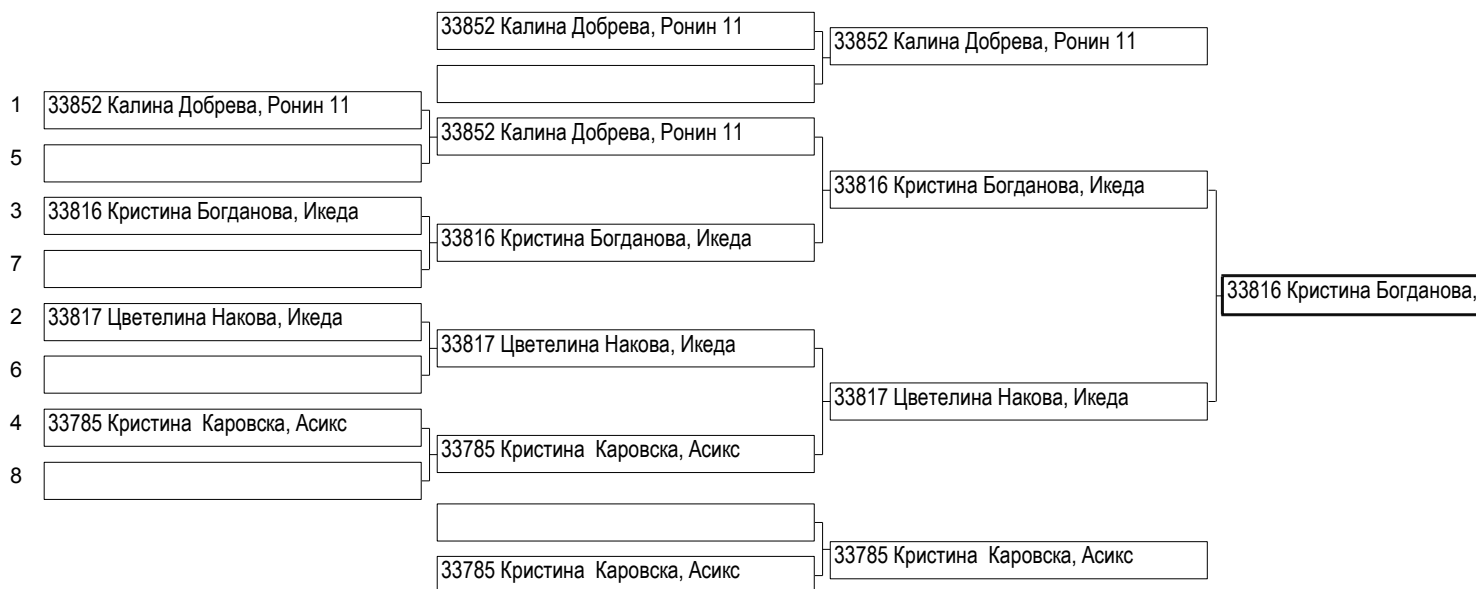 33852 Калина Добрева, Ронин 11
33852 Калина Добрева, Ронин 11
1 33852 Калина Добрева, Ронин 11
33852 Калина Добрева, Ронин 11
5
33816 Кристина Богданова, Икеда
3 33816 Кристина Богданова, Икеда
33816 Кристина Богданова, Икеда
7
33816 Кристина Богданова,
2 33817 Цветелина Накова, Икеда
33817 Цветелина Накова, Икеда
6
33817 Цветелина Накова, Икеда
4 33785 Кристина  Каровска, Асикс
33785 Кристина  Каровска, Асикс
8
33785 Кристина  Каровска, Асикс
33785 Кристина  Каровска, Асикс